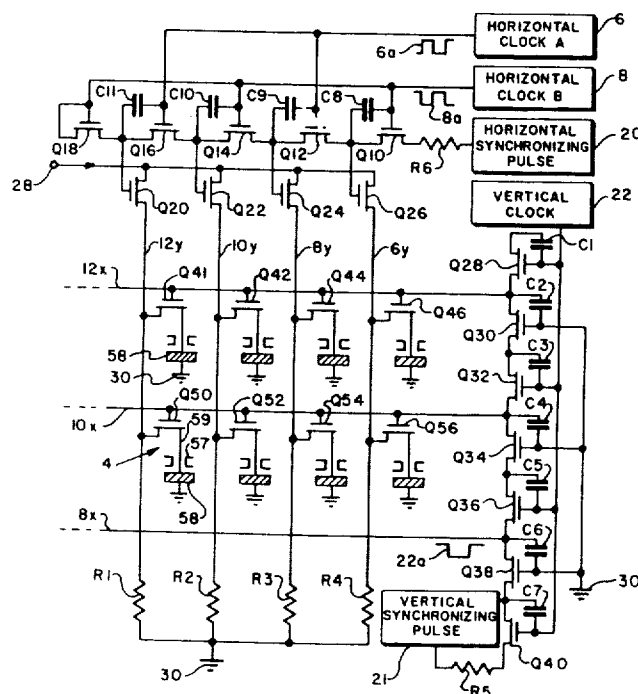 HORIZONTAL
CLOCK A
6
6a
C11
C10
C9
C8
HORIZONTAL
CLOCK B
8
8a
Q18
Q16
Q14
Q12
Q10
R6
HORIZONTAL
SYNCHRONIZING
PULSE
20
28
Q20
Q22
Q24
Q26
VERTICAL
CLOCK
22
12y
10y
8y
6y
C1
Q28
12x
Q41
Q42
Q44
Q46
C2
Q30
58
30
C3
Q32
10x
Q50
Q52
Q54
Q56
C4
59
57
4
58
Q34
C5
Q36
8x
22a
C6
Q38
30
R1
R2
R3
R4
VERTICAL
SYNCHRONIZING
PULSE
C7
Q40
30
21
R5